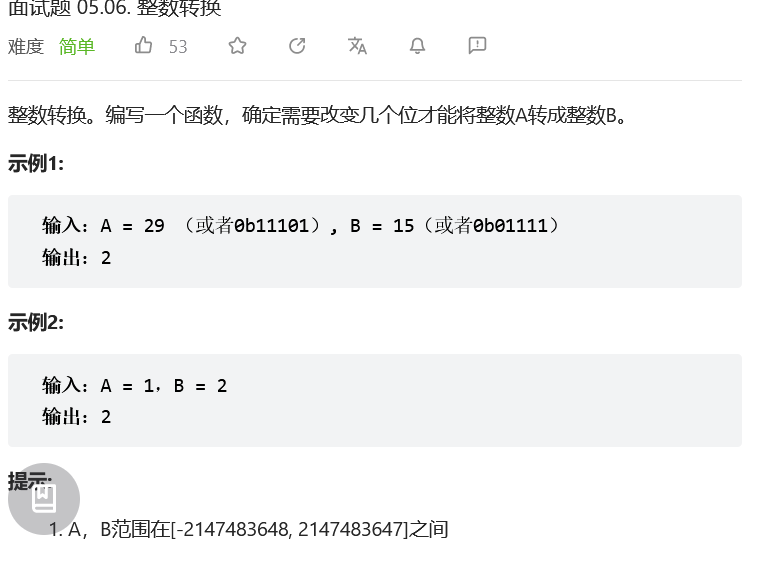 面试题 05.06. 整数转换
难度 简单 53
整数转换。编写一个函数，确定需要改变几个位才能将整数A转成整数B。
示例1:
输入：A = 29 （或者0b11101）, B = 15（或者0b01111）
输出：2
示例2:
输入：A = 1，B = 2
输出：2
提示:
1. A，B范围在[-2147483648, 2147483647]之间